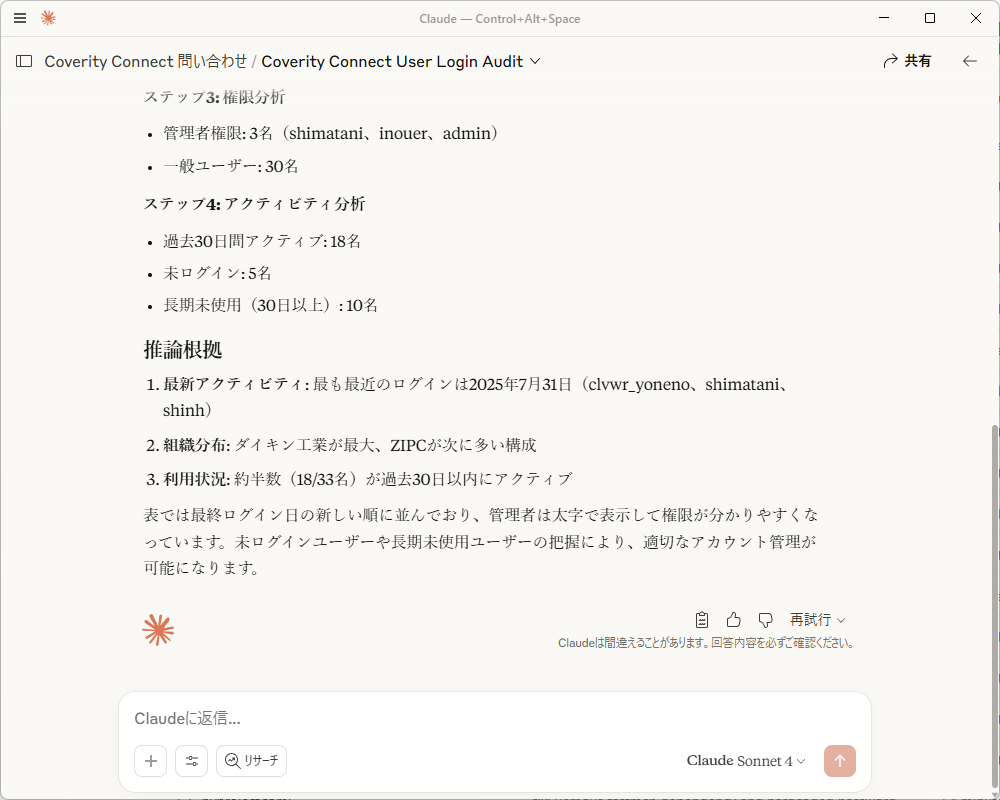 Claude — Control+Alt+Space
Coverity Connect 問い合わせ / Coverity Connect User Login Audit
共有
ステップ3: 権限分析
• 管理者権限: 3名（shimatani、inouer、admin）
• 一般ユーザー: 30名
ステップ4: アクティビティ分析
• 過去30日間アクティブ: 18名
• 未ログイン: 5名
• 長期未使用（30日以上）: 10名
推論根拠
1. 最新アクティビティ: 最も最近のログインは2025年7月31日（clvwr_yoneno、shimatani、
shinh）
2. 組織分布: ダイキン工業が最大、ZIPCが次に多い構成
3. 利用状況: 約半数（18/33名）が過去30日以内にアクティブ
表では最終ログイン日の新しい順に並んでおり、管理者は太字で表示して権限が分かりやすくな
っています。未ログインユーザーや長期未使用ユーザーの把握により、適切なアカウント管理が
可能になります。
再試行
Claudeは間違えることがあります。回答内容を必ずご確認ください。
Claudeに返信...
リサーチ
Claude Sonnet 4